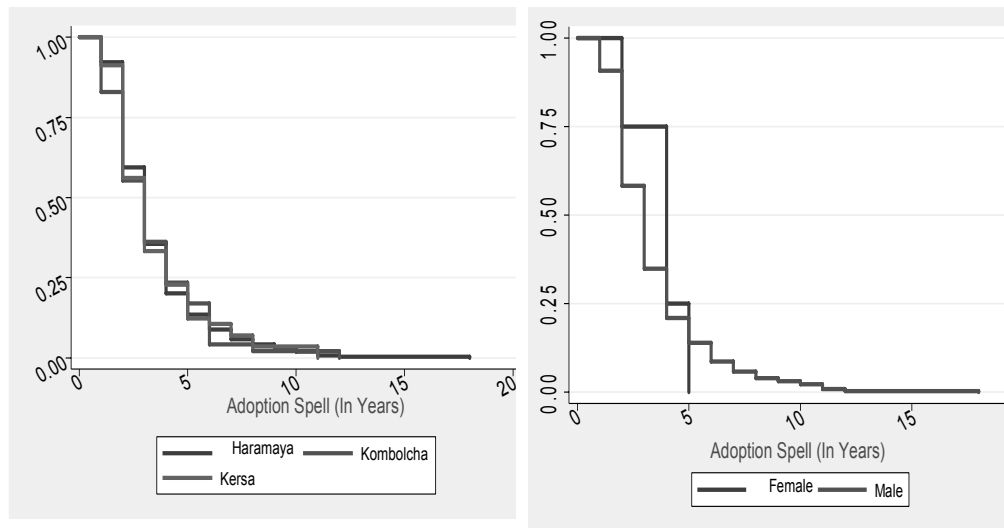 1.00
0.75
0.50
0.25
0.00
0 5 10 15 20
Adoption Spell (In Years)
Haramaya Kombolcha
Kersa
1.00
0.75
0.50
0.25
0.00
0 5 10 15
Adoption Spell (In Years)
Female Male